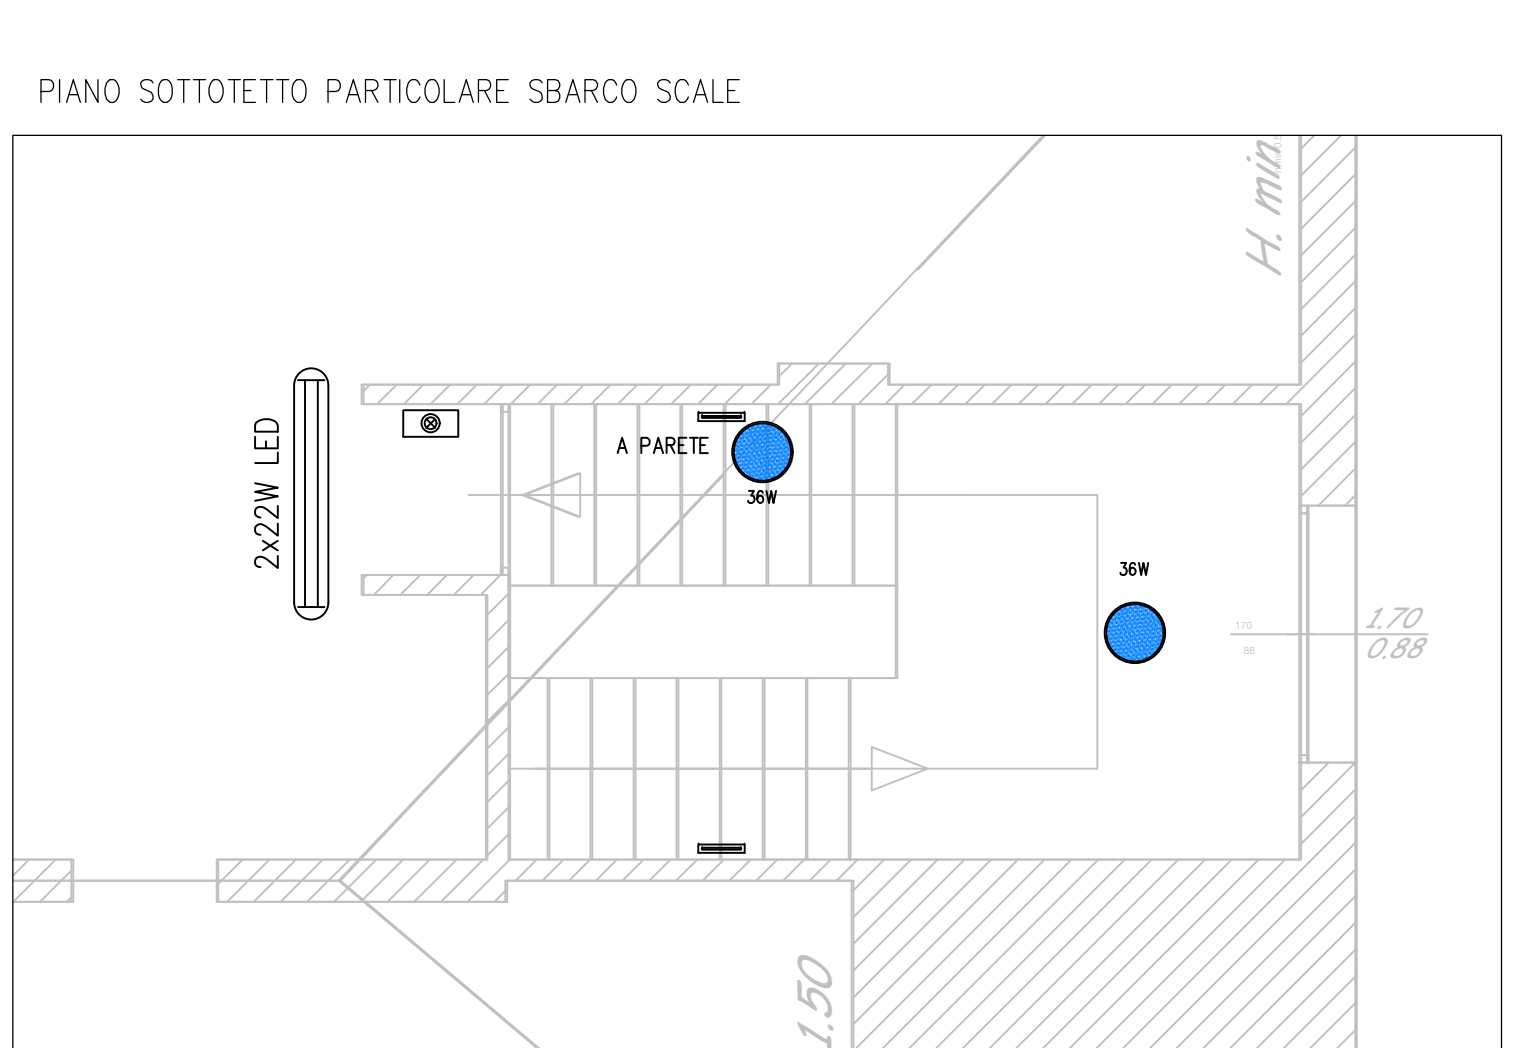 PIANO SOTTOTETTO PARTICOLARE SBARCO SCALE
H. min.
2x22W LED
A PARETE
36W
36W
170
88
1.70
0.88
1.50